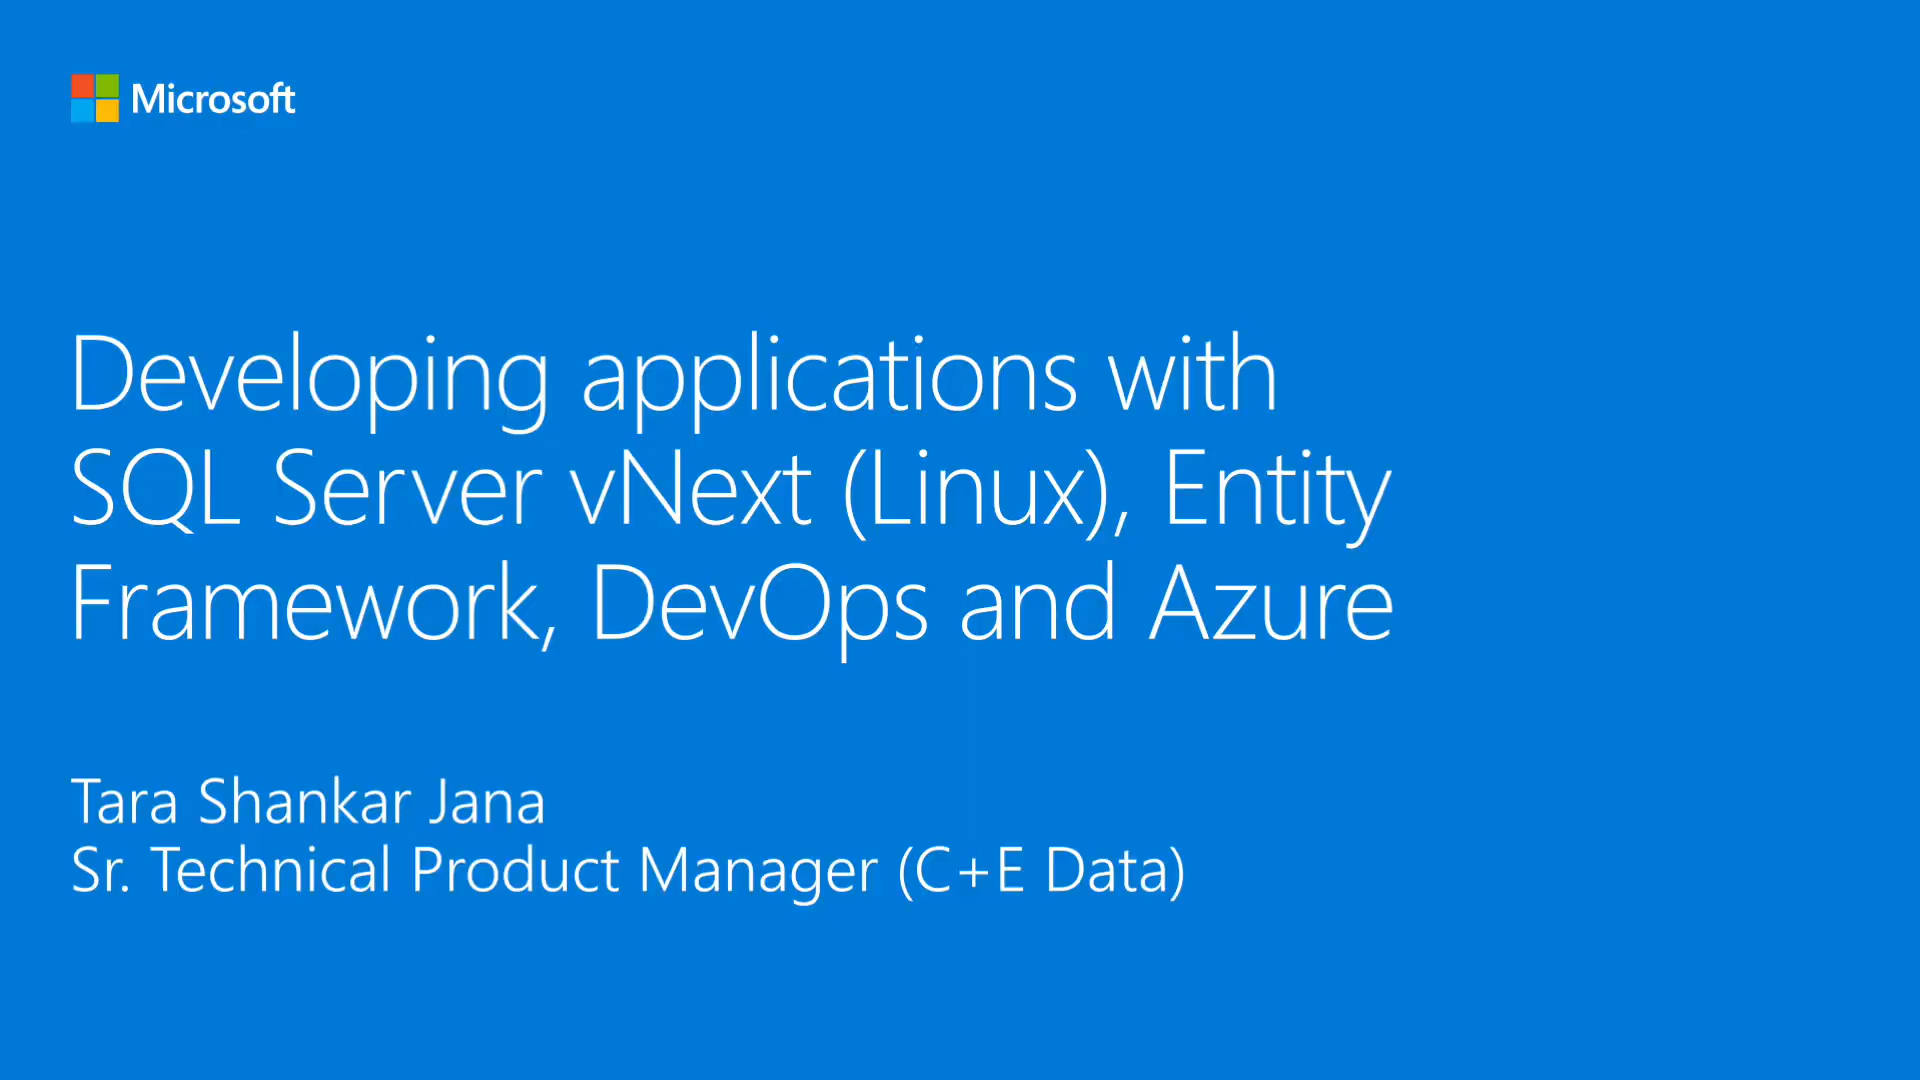 Microsoft
Developing applications with
SQL Server vNext (Linux), Entity
Framework, DevOps and Azure
Tara Shankar Jana
Sr. Technical Product Manager (C+E Data)